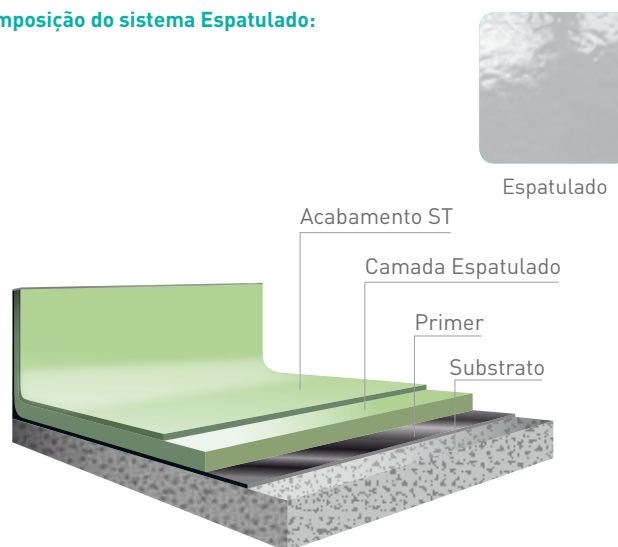 mposição do sistema Espatulado:
Espatulado
Acabamento ST
Camada Espatulado
Primer
Substrato